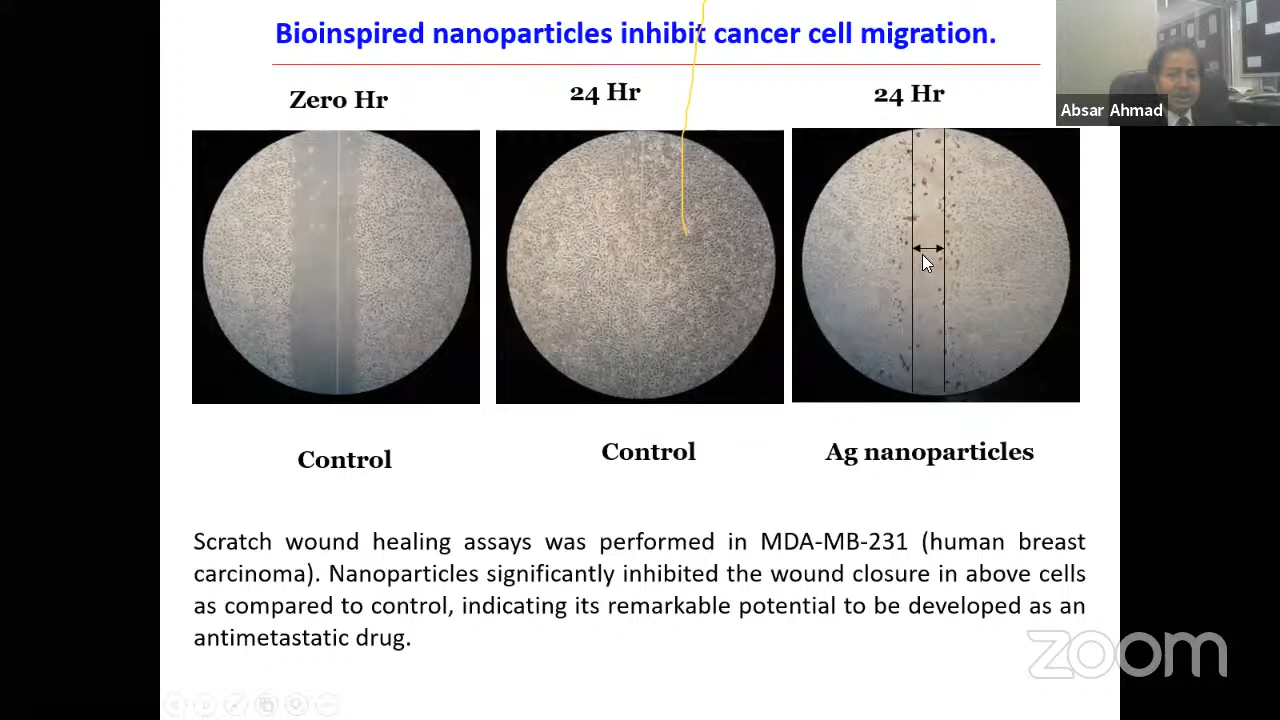 Bioinspired nanoparticles inhibit cancer cell migration.
Zero Hr
24 Hr
24 Hr
Absar Ahmad
Control
Control
Ag nanoparticles
Scratch wound healing assays was performed in MDA-MB-231 (human breast
carcinoma). Nanoparticles significantly inhibited the wound closure in above cells
as compared to control, indicating its remarkable potential to be developed as an
antimetastatic drug.
zoom